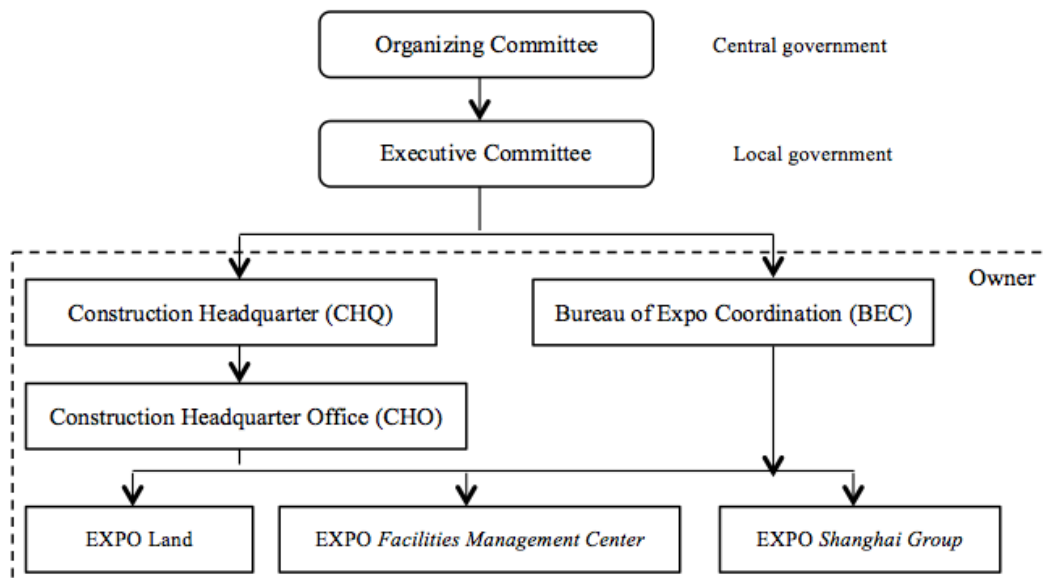 Organizing Committee
Central government
Executive Committee
Local government
Owner
Construction Headquarter (CHQ)
Bureau of Expo Coordination (BEC)
Construction Headquarter Office (CHO)
EXPO Land
EXPO Facilities Management Center
EXPO Shanghai Group